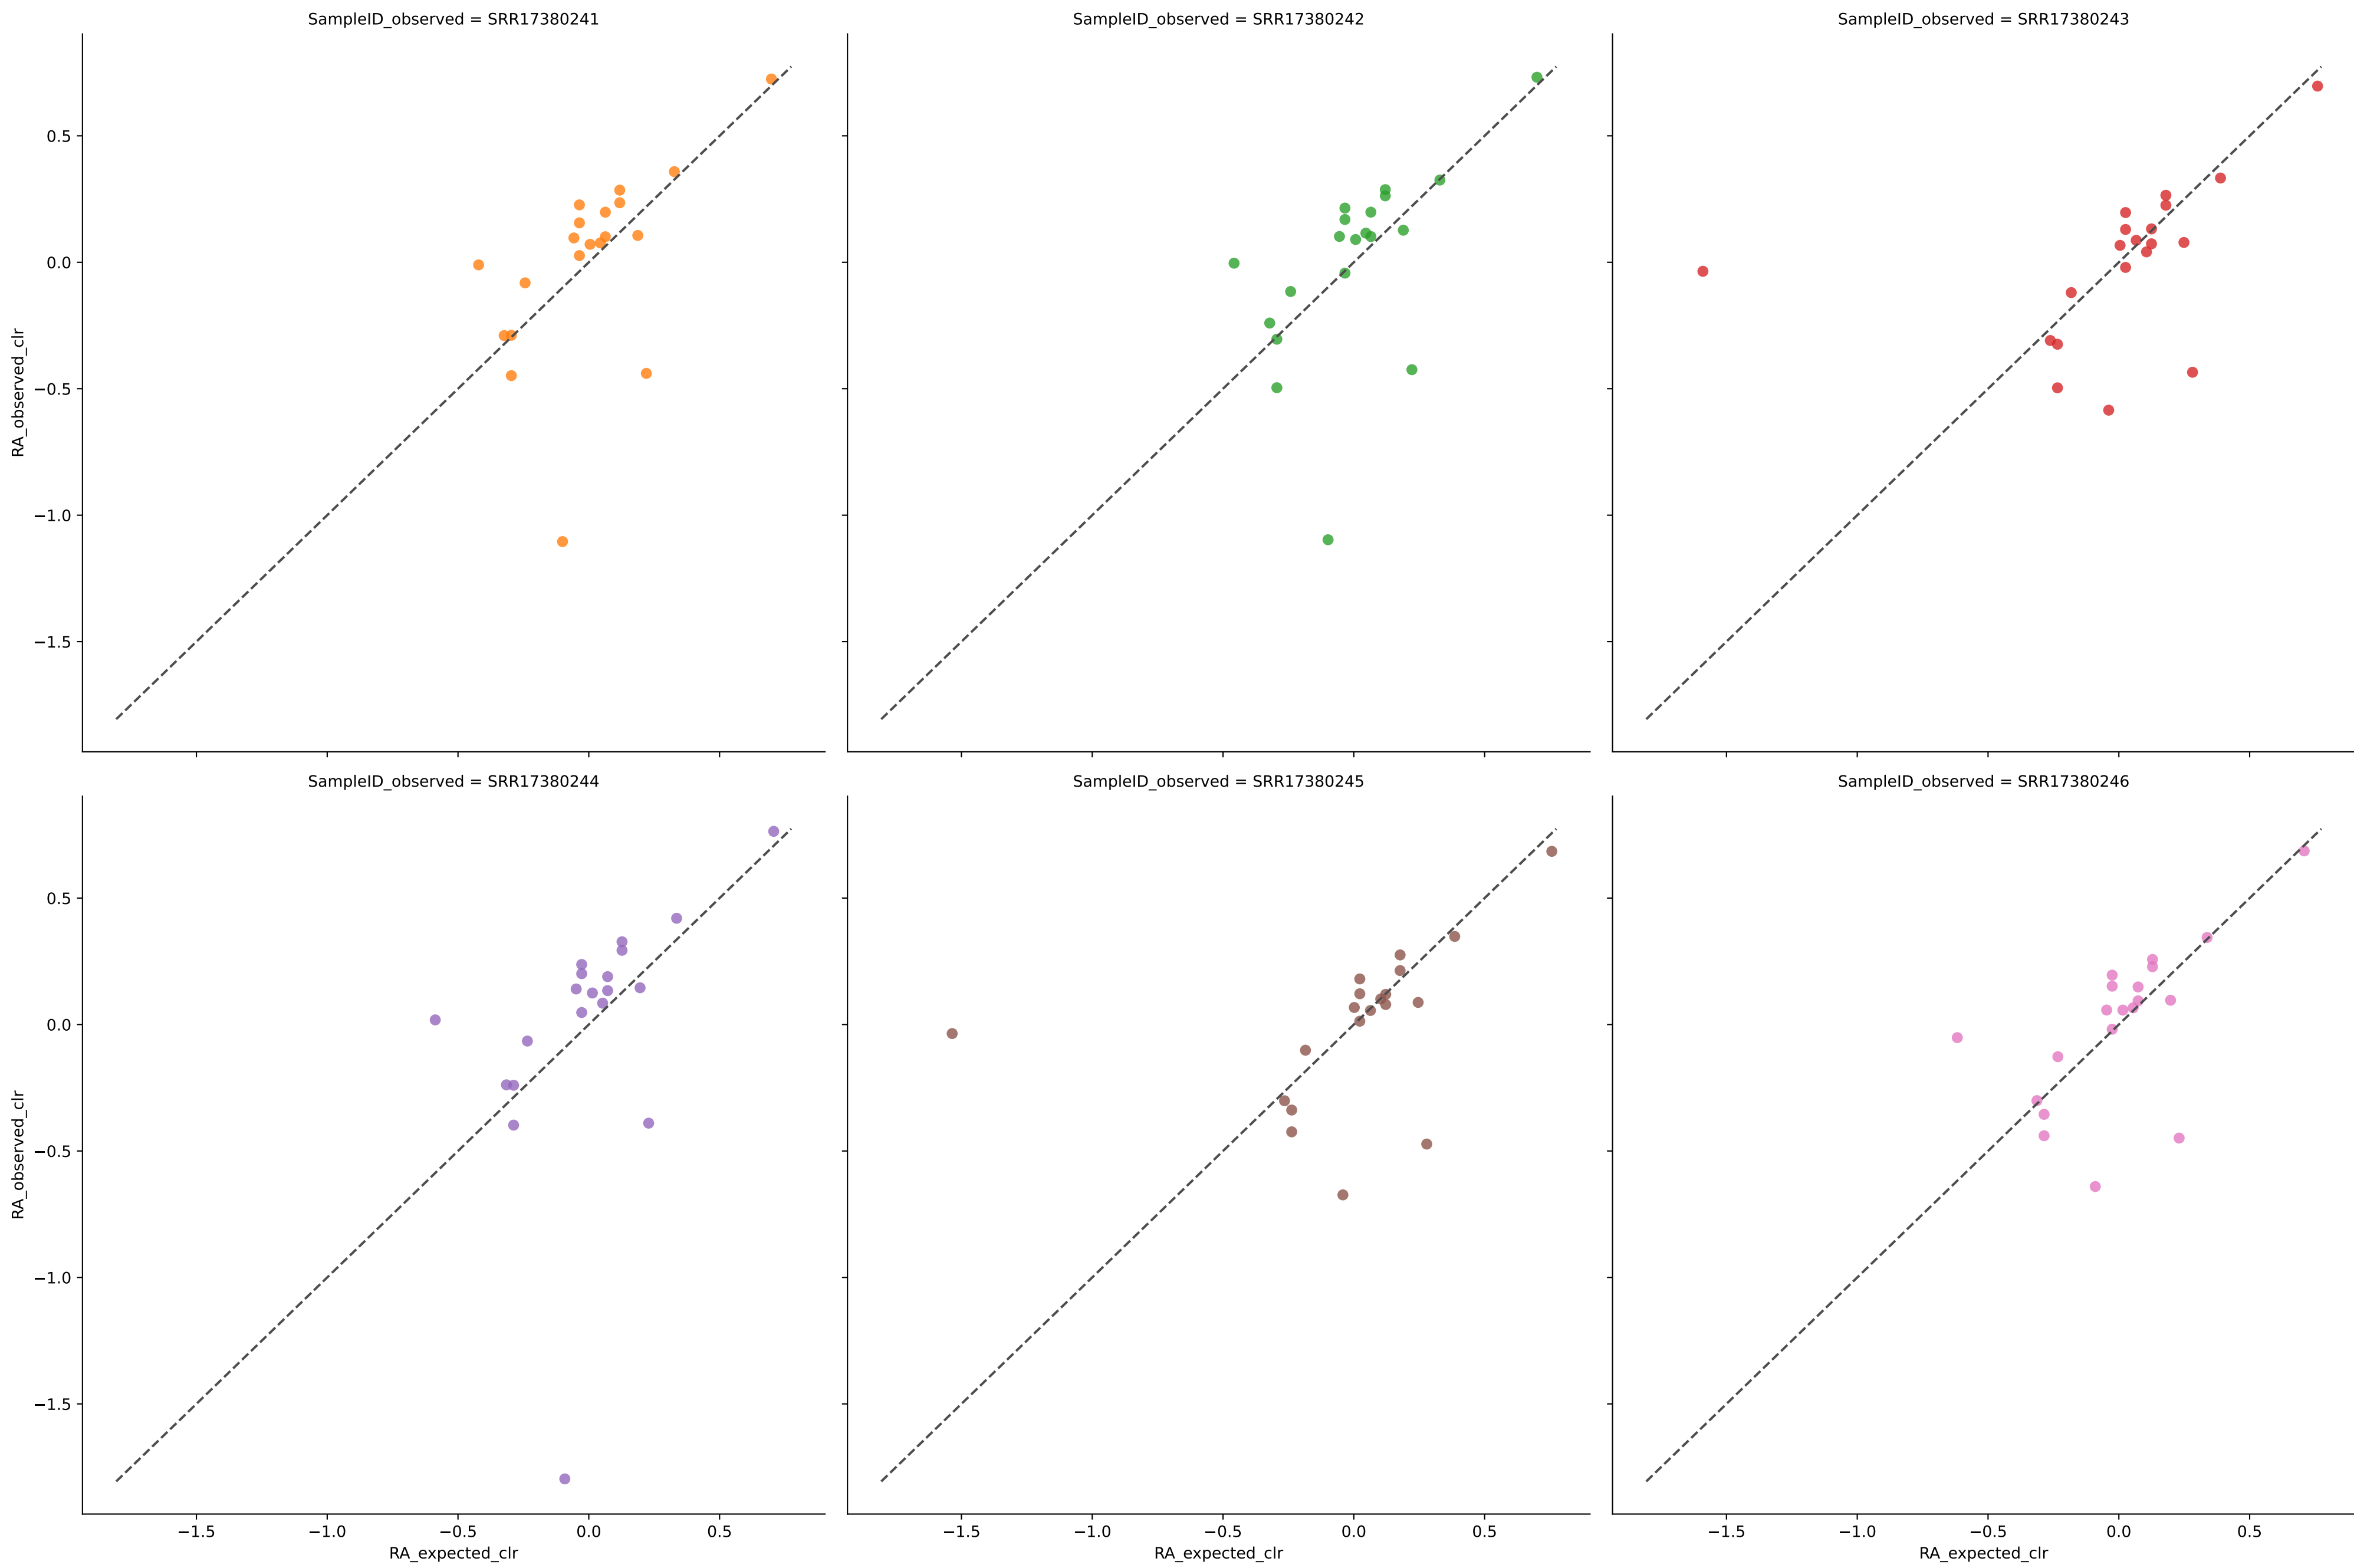 SampleID_observed = SRR17380241
SampleID_observed = SRR17380242
SampleID_observed = SRR17380243
0.5
0.0
−0.5
−1.0
−1.5
RA_observed_clr
SampleID_observed = SRR17380244
SampleID_observed = SRR17380245
SampleID_observed = SRR17380246
0.5
0.0
−0.5
−1.0
−1.5
RA_observed_clr
−1.5 −1.0 −0.5 0.0 0.5
−1.5 −1.0 −0.5 0.0 0.5
−1.5 −1.0 −0.5 0.0 0.5
RA_expected_clr
RA_expected_clr
RA_expected_clr